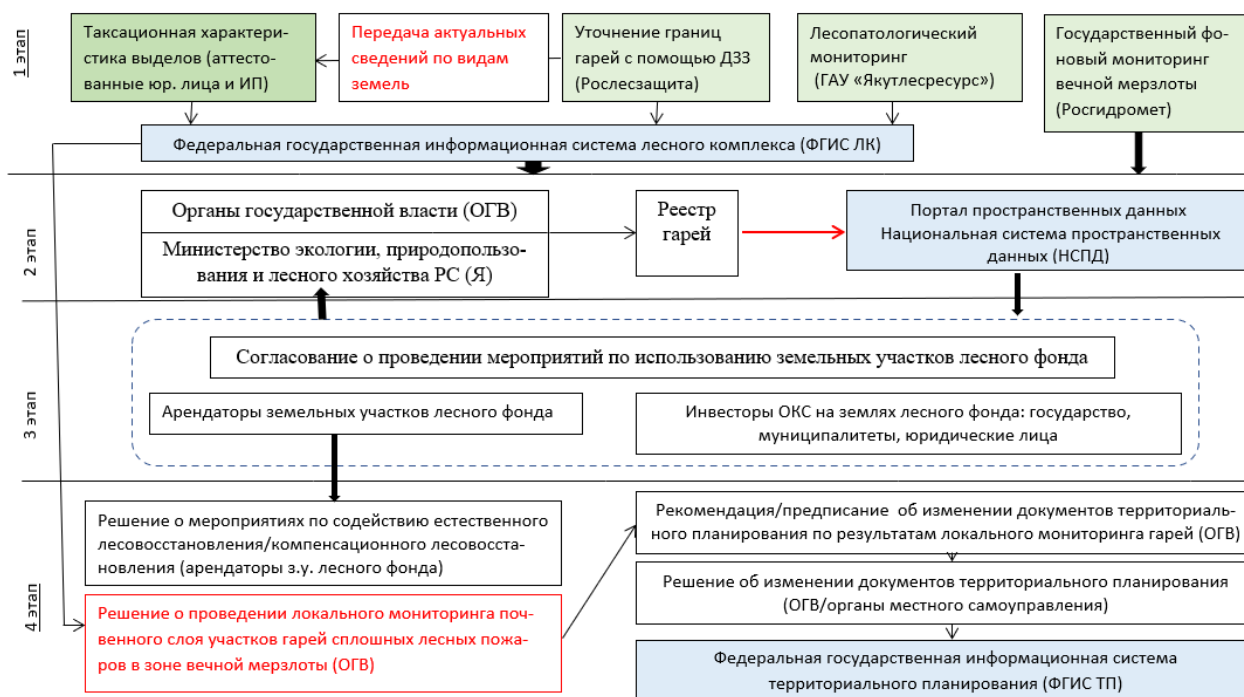 1 этап
Таксационная характери-
стика выделов (аттесто-
ванные юр. лица и ИП)
Передача актуальных
сведений по видам
земель
Уточнение границ
гарей с помощью ДЗЗ
(Рослесзащита)
Лесопатологический
мониторинг
(ГАУ «Якутлесресурс»)
Государственный фо-
новый мониторинг
вечной мерзлоты
(Росгидромет)
Федеральная государственная информационная система лесного комплекса (ФГИС ЛК)
2 этап
Органы государственной власти (ОГВ)
Министерство экологии, природопользо-
вания и лесного хозяйства РС (Я)
Реестр
гарей
Портал пространственных данных
Национальная система пространственных
данных (НСПД)
3 этап
Согласование о проведении мероприятий по использованию земельных участков лесного фонда
Арендаторы земельных участков лесного фонда
Инвесторы ОКС на землях лесного фонда: государство,
муниципалитеты, юридические лица
4 этап
Решение о мероприятиях по содействию естественного
лесовосстановления/компенсационного лесовосста-
новления (арендаторы з.у. лесного фонда)
Решение о проведении локального мониторинга поч-
венного слоя участков гарей сплошных лесных пожа-
ров в зоне вечной мерзлоты (ОГВ)
Рекомендация/предписание об изменении документов территориаль-
ного планирования по результатам локального мониторинга гарей (ОГВ)
Решение об изменении документов территориального планирования
(ОГВ/органы местного самоуправления)
Федеральная государственная информационная система
территориального планирования (ФГИС ТП)